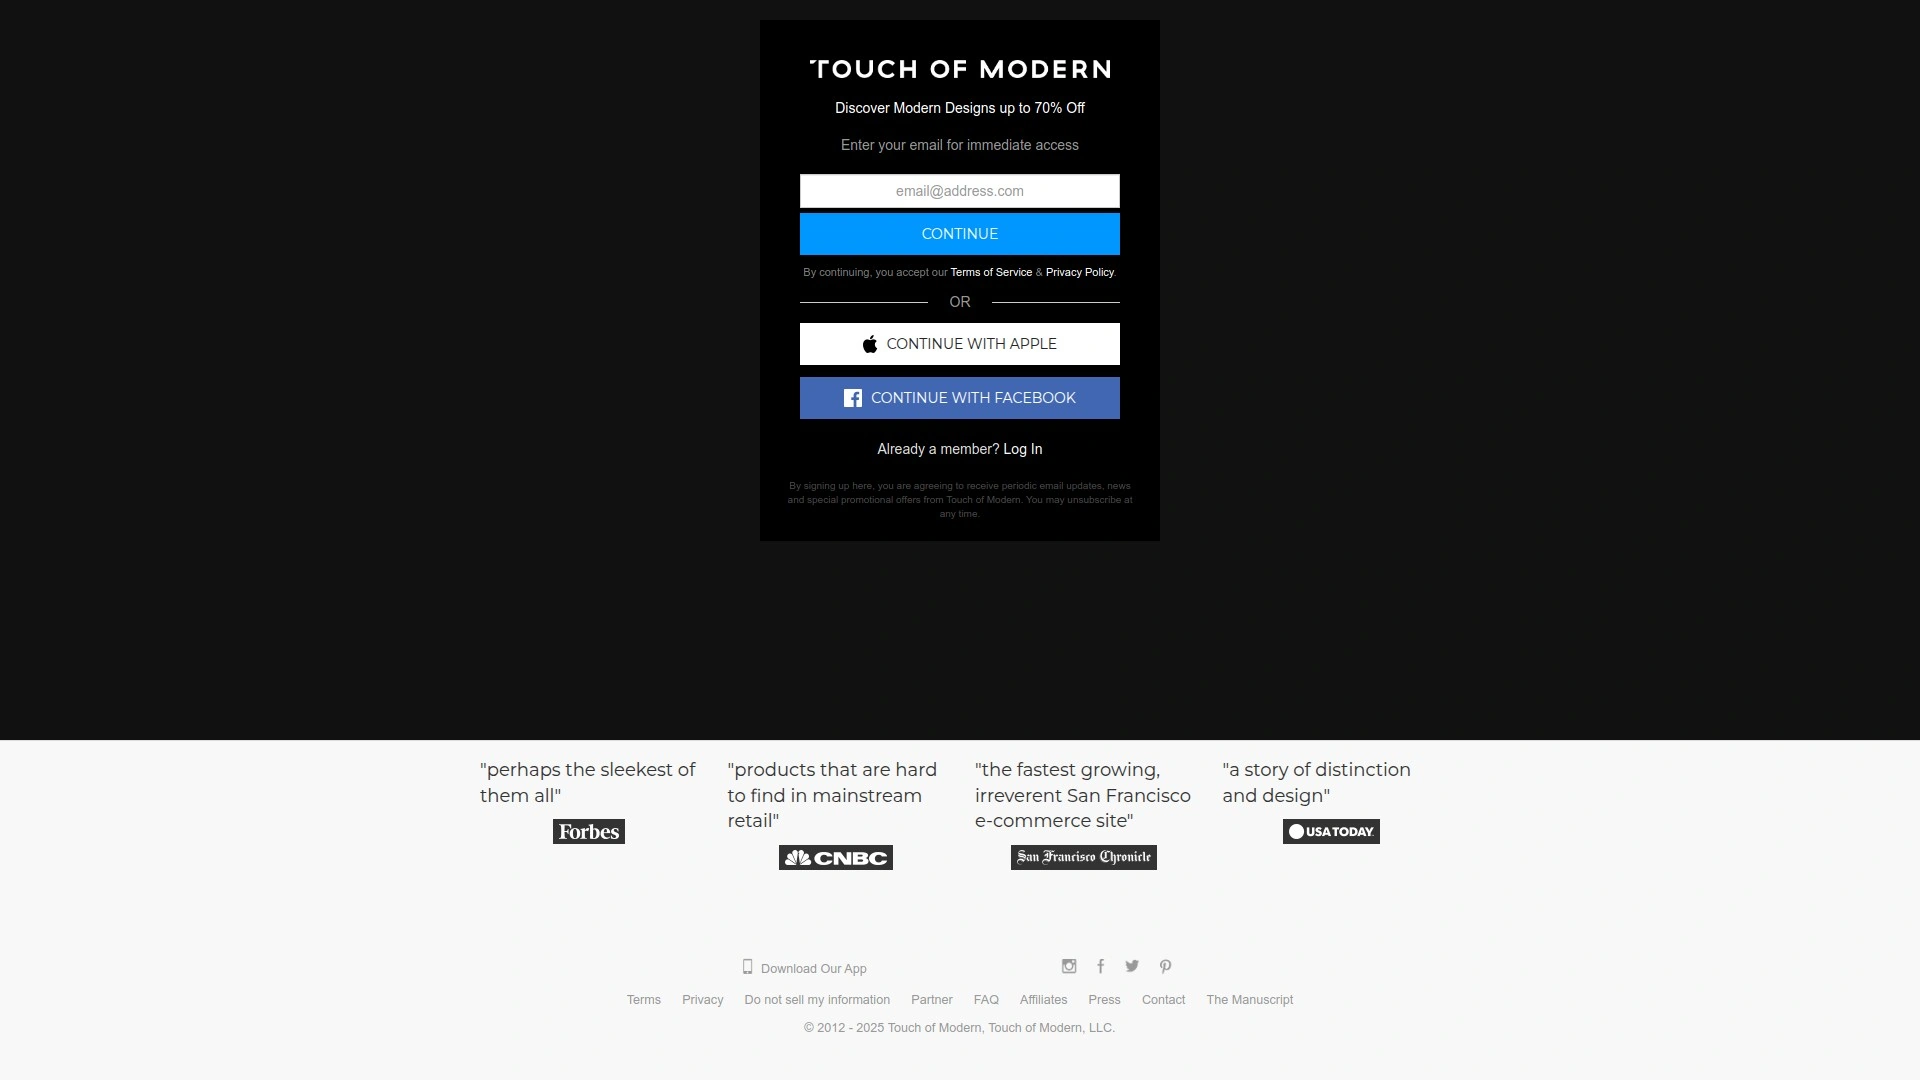 TOUCH OF MODERN
Discover Modern Designs up to 70% Off
Enter your email for immediate access
email@address.com
CONTINUE
By continuing, you accept our Terms of Service & Privacy Policy.
OR
CONTINUE WITH APPLE
CONTINUE WITH FACEBOOK
Already a member? Log In
By signing up here, you are agreeing to receive periodic email updates, news
and special promotional offers from Touch of Modern. You may unsubscribe at
any time.
"perhaps the sleekest of
them all"
Forbes
"products that are hard
to find in mainstream
retail"
CNBC
"the fastest growing,
irreverent San Francisco
e-commerce site"
San Francisco Chronicle
"a story of distinction
and design"
USA TODAY
Download Our App
Terms Privacy Do not sell my information Partner FAQ Affiliates Press Contact The Manuscript
© 2012 - 2025 Touch of Modern, Touch of Modern, LLC.